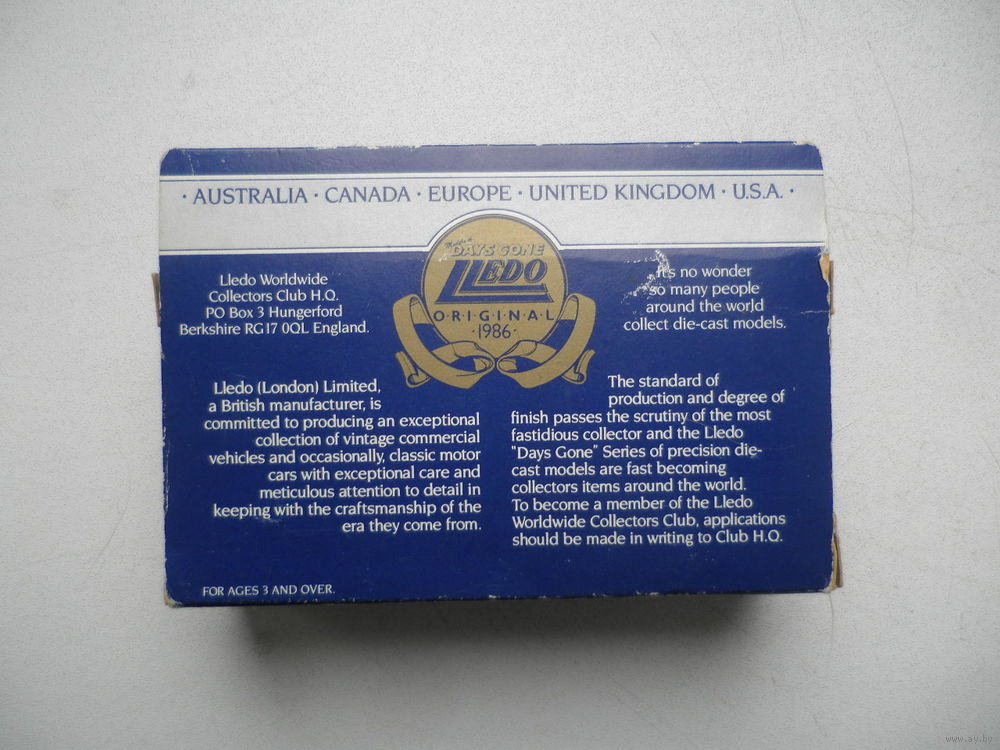 · AUSTRALIA · CANADA · EUROPE · UNITED KINGDOM · U.S.A. ·
DAYS GONE
LLEDO
O·R·I·G·I·N·A·L
·1986·
Lledo Worldwide
Collectors Club H.Q.
PO Box 3 Hungerford
Berkshire RG17 0QL England.
It's no wonder
so many people
around the world
collect die-cast models.
Lledo (London) Limited,
a British manufacturer, is
committed to producing an exceptional
collection of vintage commercial
vehicles and occasionally, classic motor
cars with exceptional care and
meticulous attention to detail in
keeping with the craftsmanship of the
era they come from.
The standard of
production and degree of
finish passes the scrutiny of the most
fastidious collector and the Lledo
"Days Gone" Series of precision die-
cast models are fast becoming
collectors items around the world.
To become a member of the Lledo
Worldwide Collectors Club, applications
should be made in writing to Club H.Q.
FOR AGES 3 AND OVER.
www.ay.by